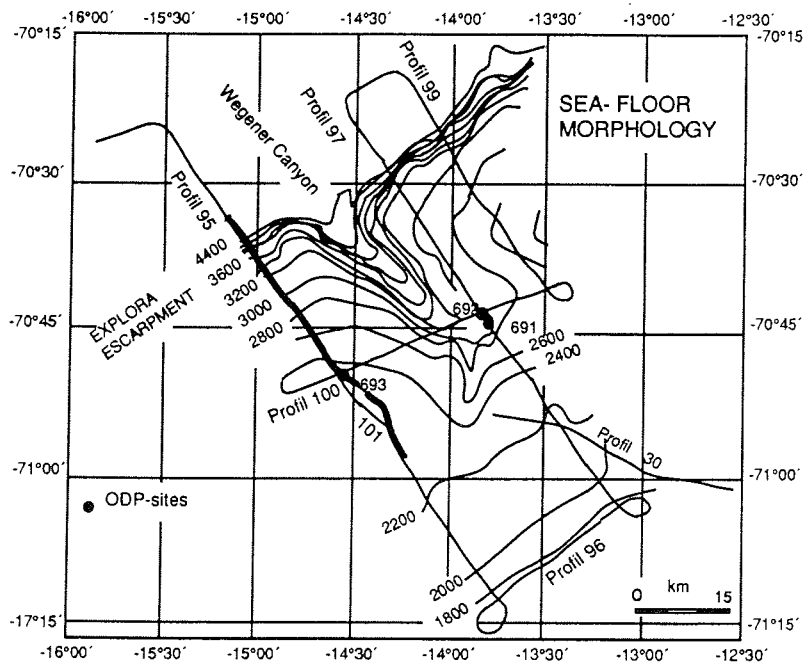 -16°00´ -15°30´ -15°00´ -14°30´ -14°00´ -13°30´ -13°00´ -12°30´
-70°15´ -70°15´
Profil 99
Profil 97
Wegener Canyon
SEA- FLOOR
MORPHOLOGY
-70°30´ -70°30´
Profil 95
4400
3600
3200
3000
2800
EXPLORA
ESCARPMENT
692
691
-70°45´ -70°45´
2600
2400
693
Profil 100
101
Profil 30
-71°00´ -71°00´
ODP-sites
2200
2000
1800
Profil 96
km
0 15
-17°15´ -71°15´
-16°00´ -15°30´ -15°00´ -14°30´ -14°00´ -13°30´ -13°00´ -12°30´